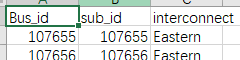 Bus_id sub_id interconnect
107655 107655 Eastern
107656 107656 Eastern